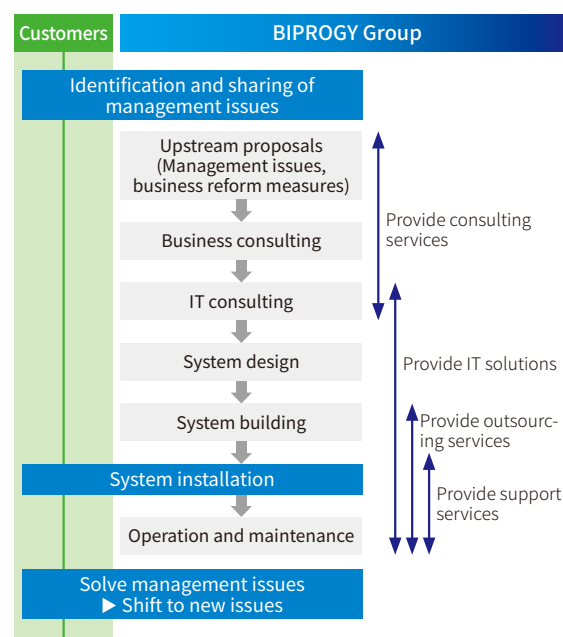 Customers
BIPROGY Group
Identification and sharing of
management issues
Upstream proposals
(Management issues,
business reform measures)
Business consulting
Provide consulting
services
IT consulting
System design
Provide IT solutions
System building
Provide outsourc-
ing services
System installation
Provide support
services
Operation and maintenance
Solve management issues
▶ Shift to new issues